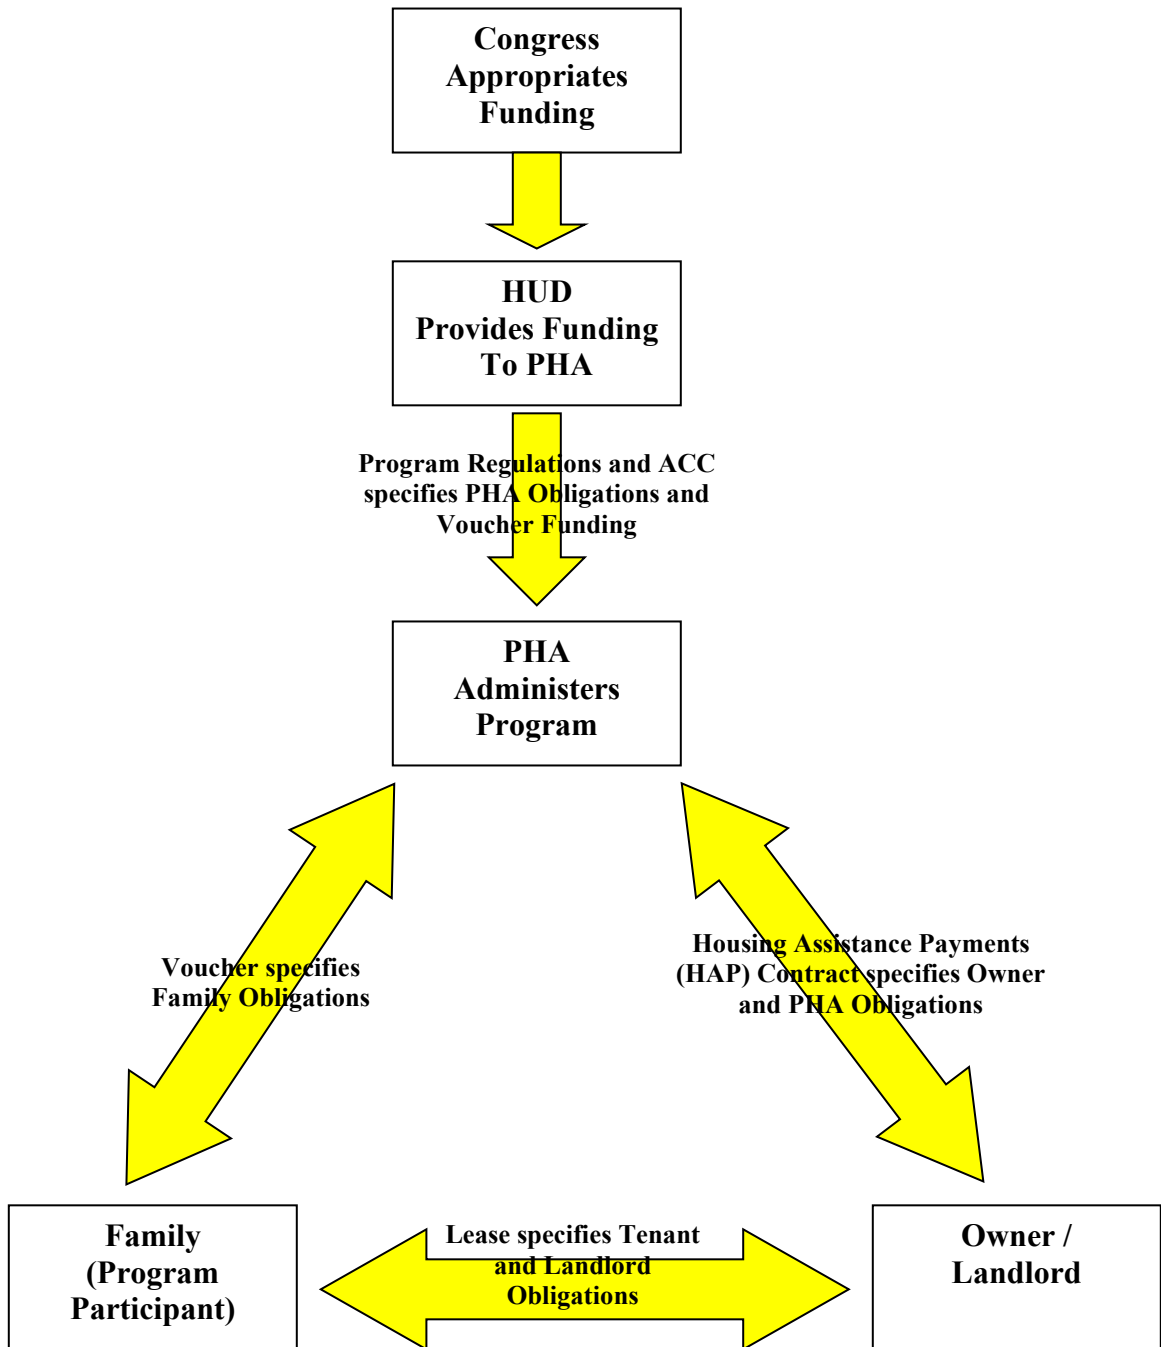 Congress
Appropriates
Funding
HUD
Provides Funding
To PHA
Program Regulations and ACC
specifies PHA Obligations and
Voucher Funding
PHA
Administers
Program
Voucher specifies
Family Obligations
Housing Assistance Payments
(HAP) Contract specifies Owner
and PHA Obligations
Family
(Program
Participant)
Lease specifies Tenant
and Landlord
Obligations
Owner /
Landlord